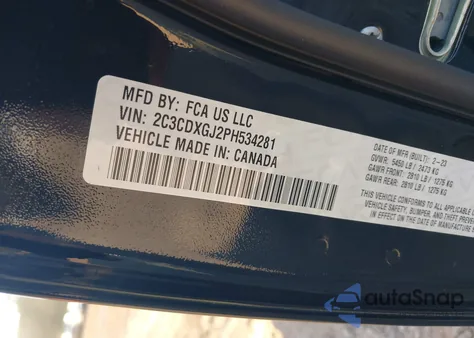 MFD BY: FCA US LLC
VIN: 2C3CDXGJ2PH534281
VEHICLE MADE IN: CANADA
DATE OF MFR (BUILT): 2-23
GVWR: 5450 LB / 2472 KG
GAWR FRONT: 2810 LB / 1275 KG
GAWR REAR: 2810 LB / 1275 KG
THIS VEHICLE CONFORMS TO ALL APPLICABLE
VEHICLE SAFETY, BUMPER, AND THEFT
IN EFFECT ON THE DATE OF MANUFACTURE
autoSnap